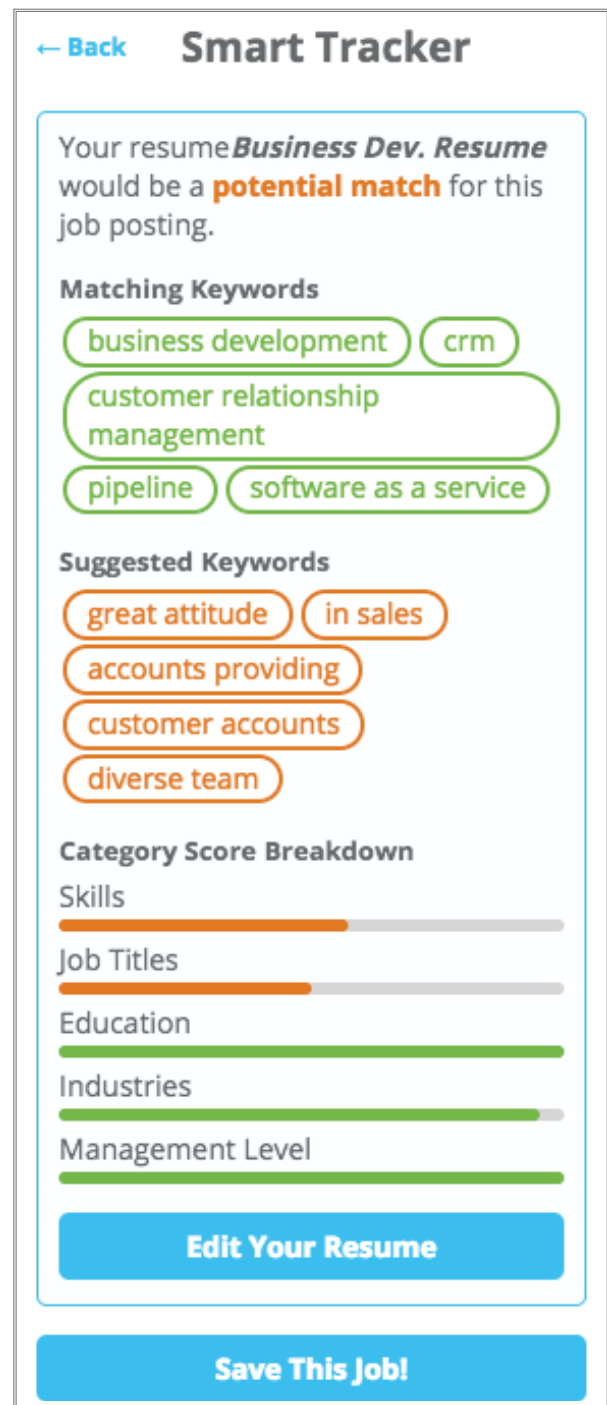 ← Back Smart Tracker
Your resumeBusiness Dev. Resume
would be a potential match for this
job posting.
Matching Keywords
business development crm
customer relationship
management
pipeline software as a service
Suggested Keywords
great attitude in sales
accounts providing
customer accounts
diverse team
Category Score Breakdown
Skills
Job Titles
Education
Industries
Management Level
Edit Your Resume
Save This Job!